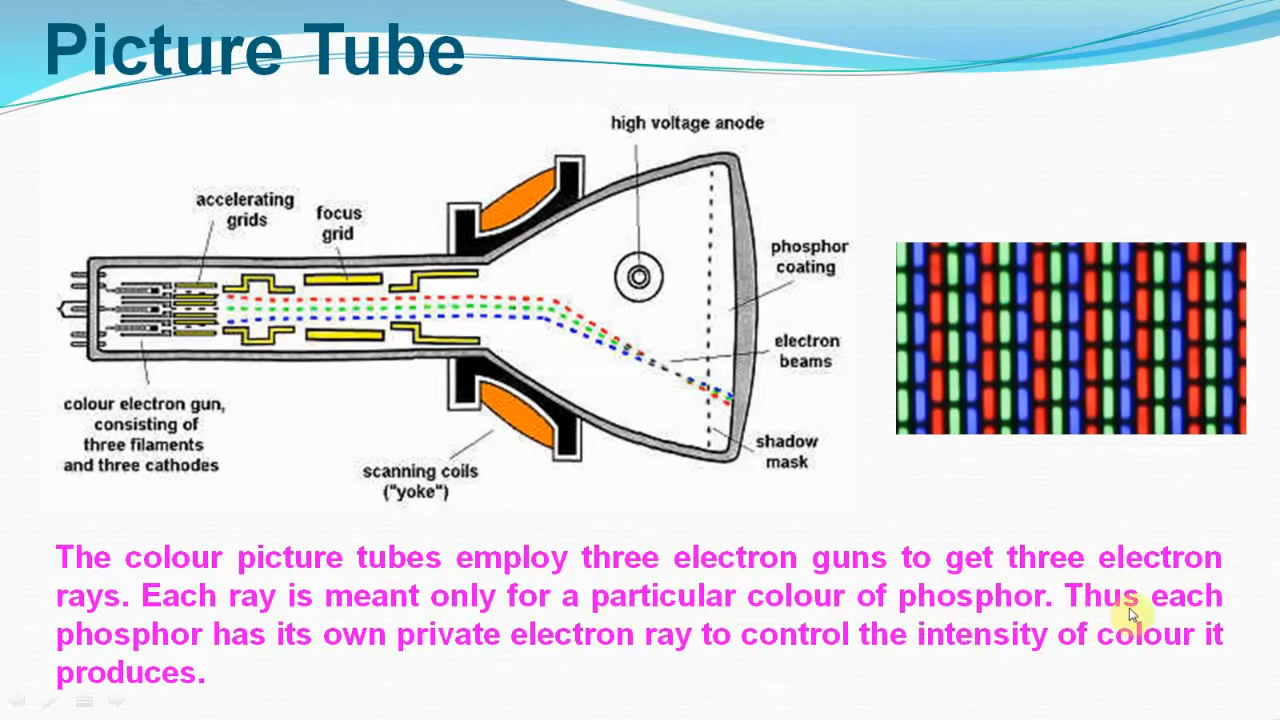 Picture Tube
high voltage anode
accelerating
grids
focus
grid
phosphor
coating
electron
beams
colour electron gun,
consisting of
three filaments
and three cathodes
scanning coils
("yoke")
shadow
mask
The colour picture tubes employ three electron guns to get three electron
rays. Each ray is meant only for a particular colour of phosphor. Thus each
phosphor has its own private electron ray to control the intensity of colour it
produces.